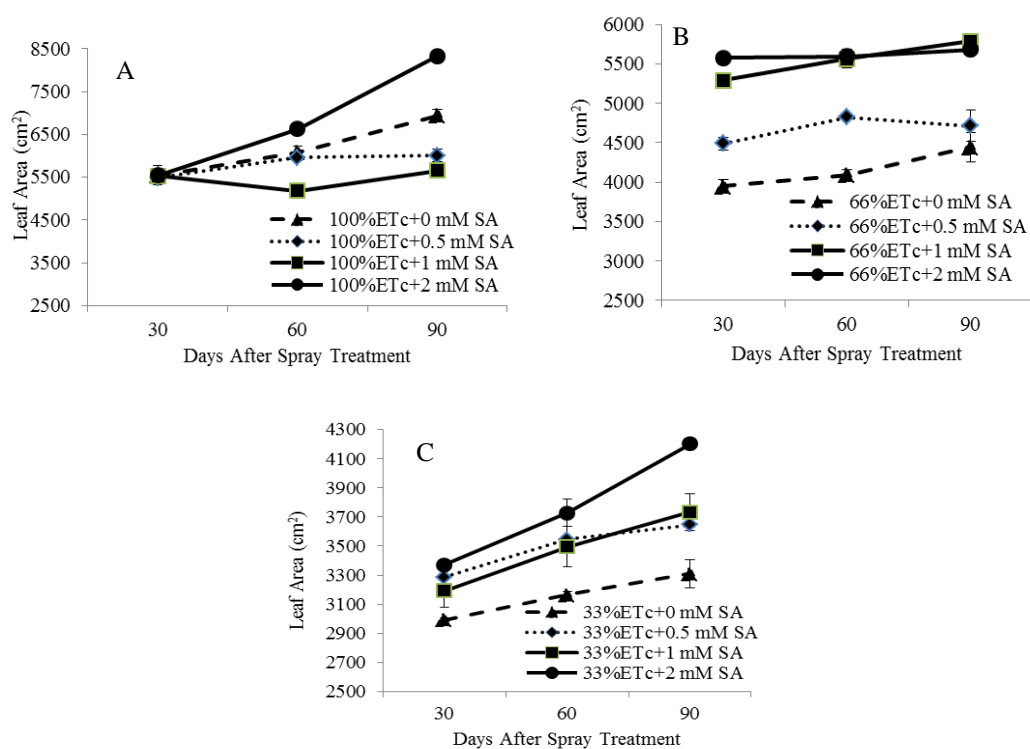 A
8500
7500
6500
5500
4500
3500
2500
Leaf Area (cm²)
100%ETc+0 mM SA
100%ETc+0.5 mM SA
100%ETc+1 mM SA
100%ETc+2 mM SA
30 60 90
Days After Spray Treatment
B
6000
5500
5000
4500
4000
3500
3000
2500
Leaf Area (cm²)
66%ETc+0 mM SA
66%ETc+0.5 mM SA
66%ETc+1 mM SA
66%ETc+2 mM SA
30 60 90
Days After Spray Treatment
C
4300
4100
3900
3700
3500
3300
3100
2900
2700
2500
Leaf Area (cm²)
33%ETc+0 mM SA
33%ETc+0.5 mM SA
33%ETc+1 mM SA
33%ETc+2 mM SA
30 60 90
Days After Spray Treatment